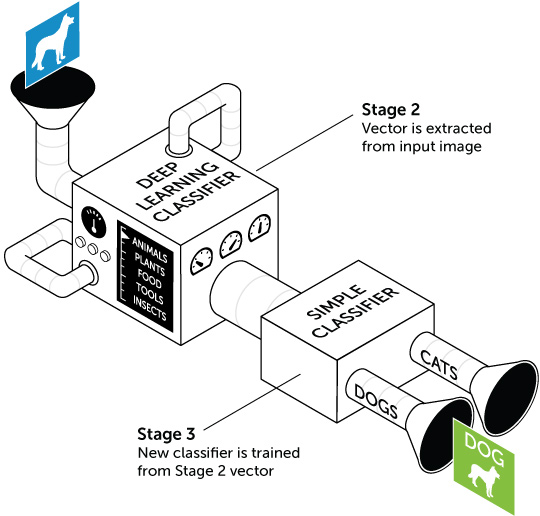 Stage 2
Vector is extracted
from input image
DEEP
LEARNING
CLASSIFIER
ANIMALS
PLANTS
FOOD
TOOLS
INSECTS
SIMPLE
CLASSIFIER
CATS
DOGS
DOG
Stage 3
New classifier is trained
from Stage 2 vector